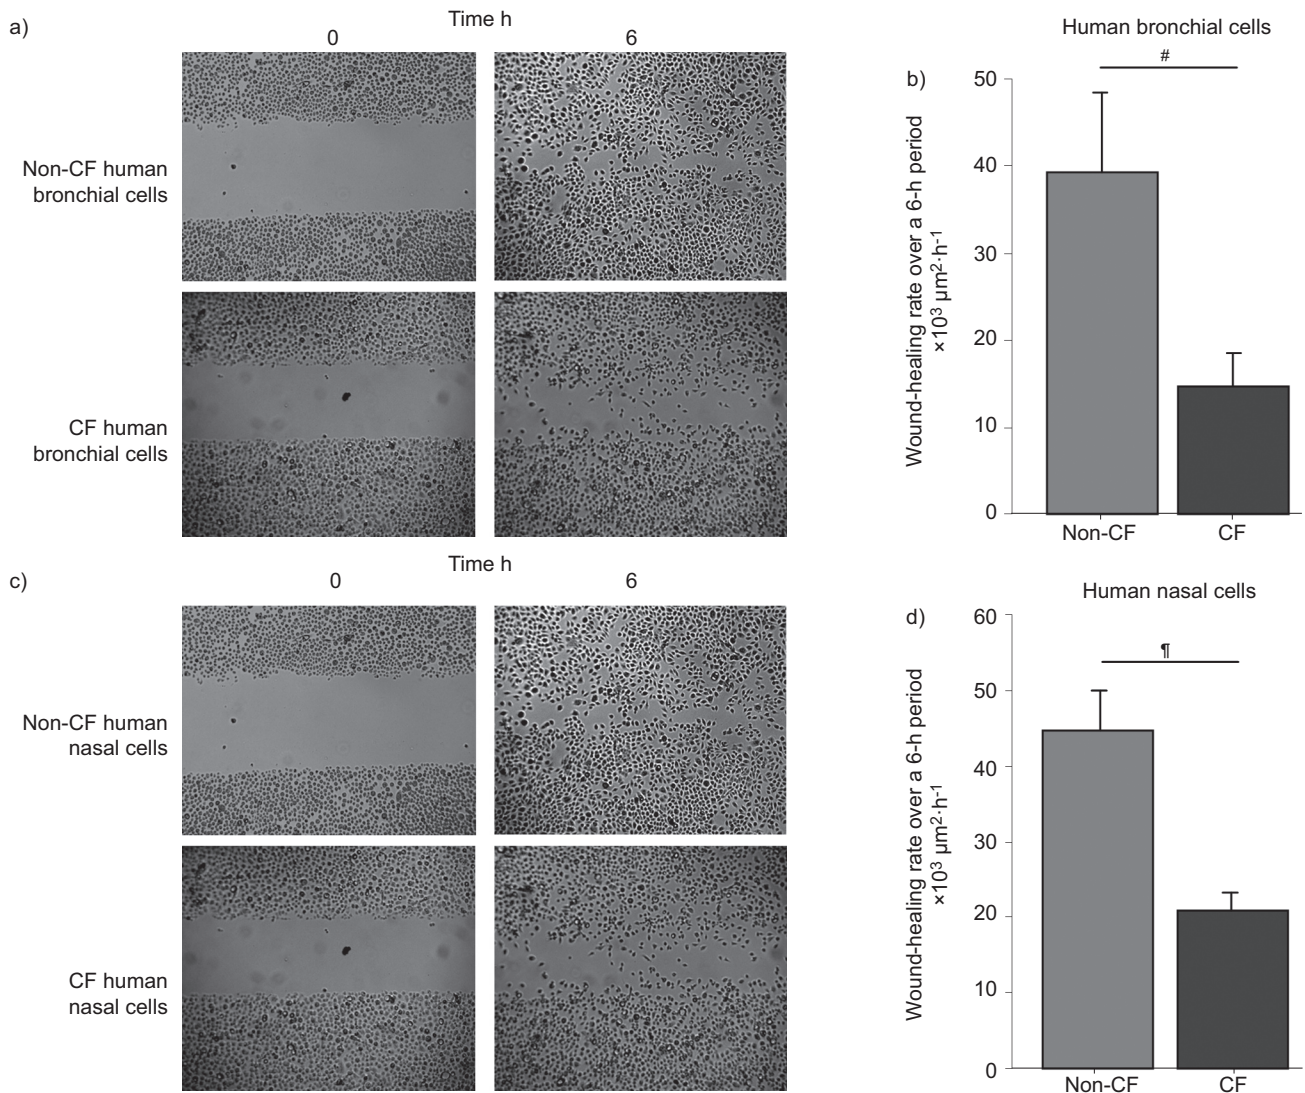 a)
Time h
0 6
Non-CF human
bronchial cells
CF human
bronchial cells
b)
Human bronchial cells
#
Wound-healing rate over a 6-h period
×10³ µm²·h⁻¹
50
40
30
20
10
0
Non-CF CF
c)
Time h
0 6
Non-CF human
nasal cells
CF human
nasal cells
d)
Human nasal cells
¶
Wound-healing rate over a 6-h period
×10³ µm²·h⁻¹
60
50
40
30
20
10
0
Non-CF CF